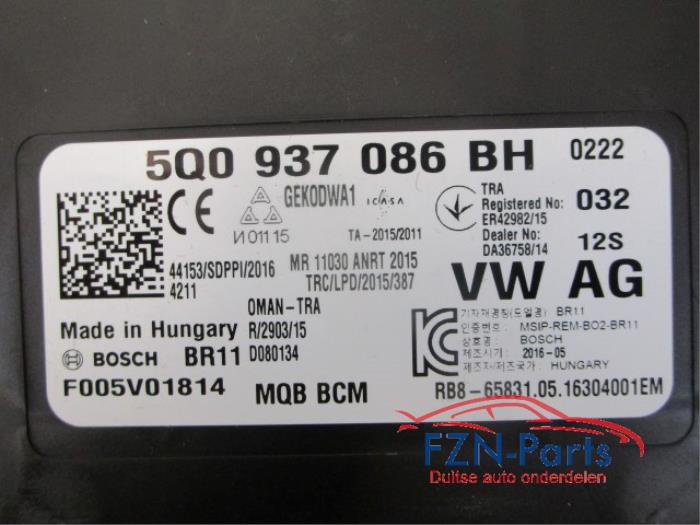 5Q0 937 086 BH 0222
GEKODWA1
И 011 15
ICASA
TA - 2015/2011
TRA
Registered No:
ER42982/15
Dealer No:
DA36758/14
032
12S
44153/SDPPI/2016
4211
MR 11030 ANRT 2015
TRC/LPD/2015/387
VW AG
OMAN-TRA
R/2903/15
D080134
Made in Hungary
BOSCH BR11
F005V01814
MQB BCM
기자재명칭(모델명) : BR11
인증번호 : MSIP-REM-BO2-BR11
상호명 : BOSCH
제조시기 : 2016-05
제조자/제조국가 : HUNGARY
RB8-65831.05.16304001EM
FZN-Parts
Duitse auto onderdelen